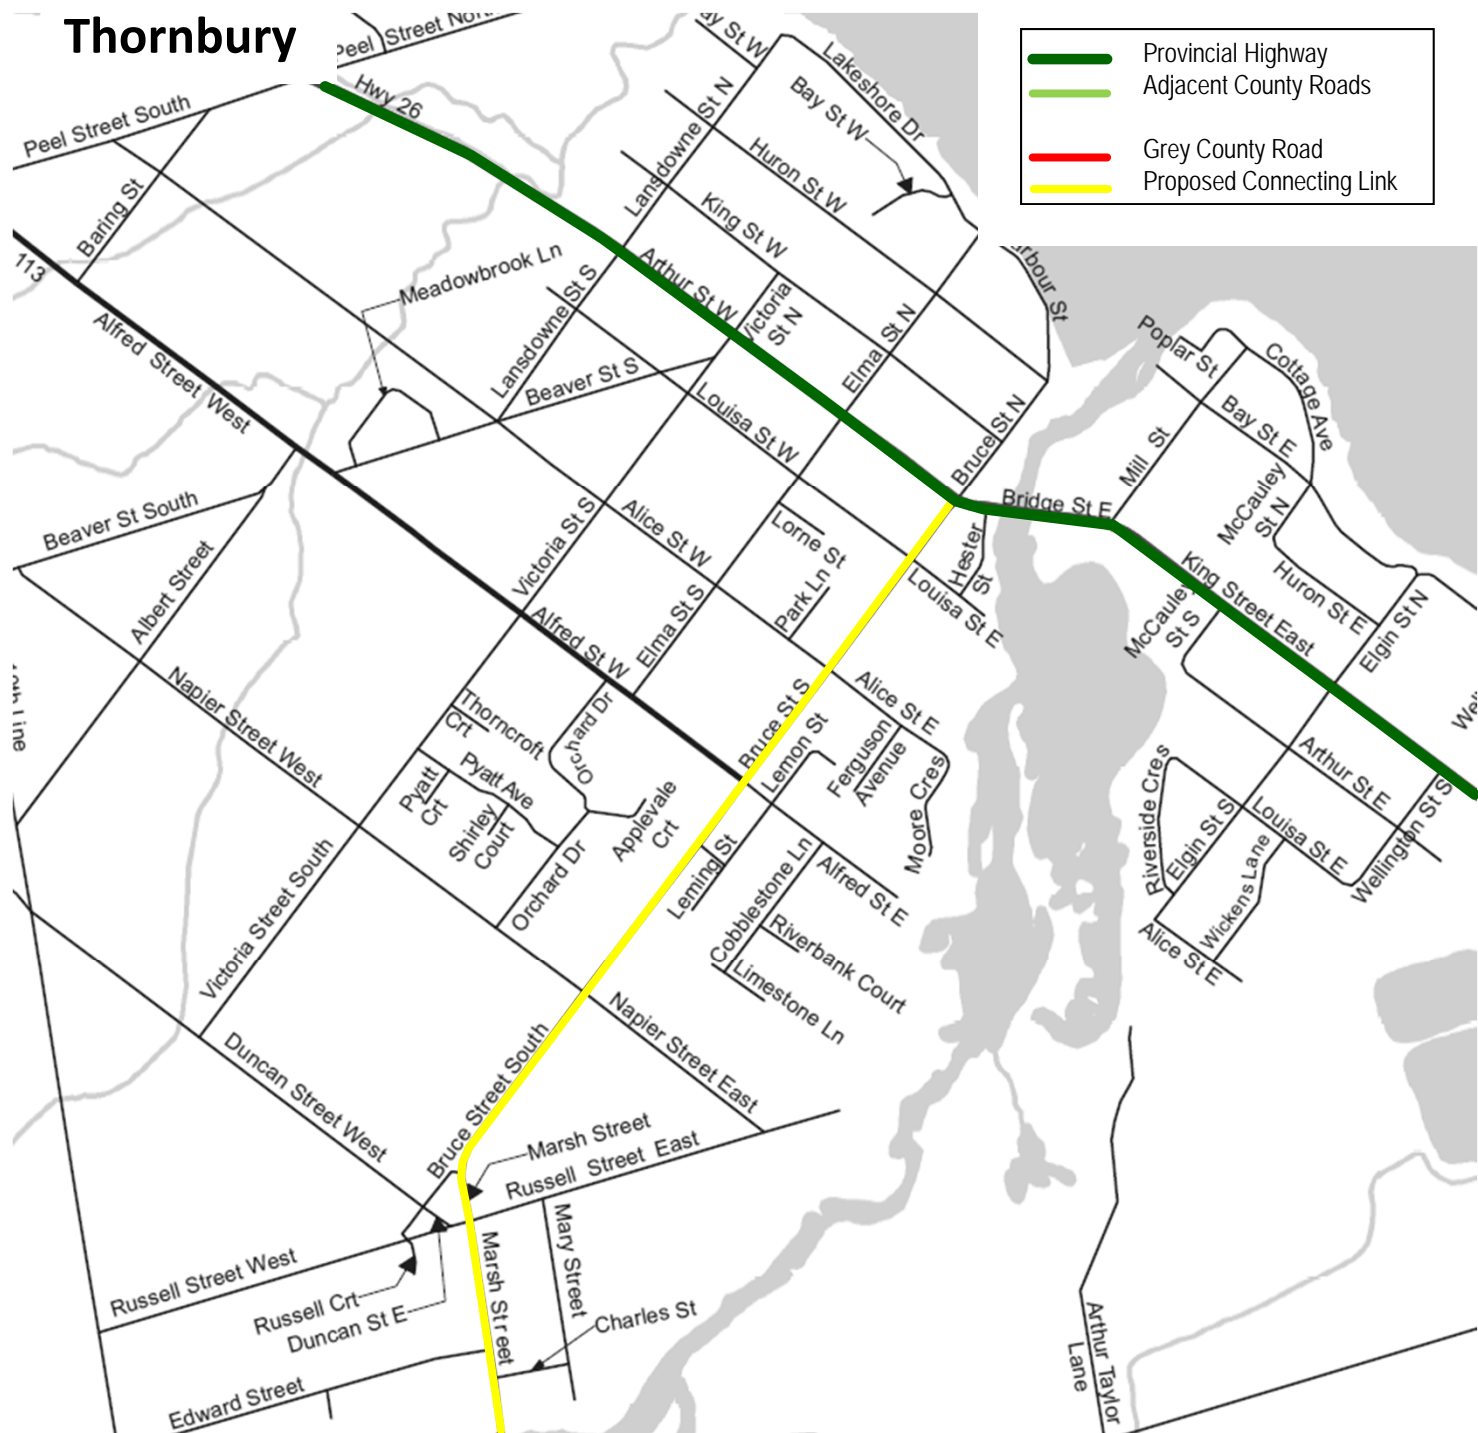 Thornbury
Provincial Highway
Adjacent County Roads
Grey County Road
Proposed Connecting Link
Peel Street North
Peel Street South
Hwy 26
Baring St
113
Alfred Street West
Meadowbrook Ln
Lansdowne St N
Lansdowne St S
ay St W
Lakeshore Dr
Bay St W
Huron St W
King St W
Arthur St W
Victoria
St N
Elma St N
arbour St
Beaver St S
Louisa St W
Bruce St N
Bridge St E
Poplar St
Cottage Ave
Bay St E
Mill St
McCauley
St N
Huron St E
Elgin St N
King Street East
McCauley
St S
Beaver St South
Albert Street
Victoria St S
Alice St W
Lorne St
Park Ln
Hester
St
Louisa St E
Elma St S
Alfred St W
Napier Street West
Thorncroft
Crt
Orchard Dr
Pyatt Ave
Pyatt
Crt
Shirley
Court
Applevale
Crt
Orchard Dr
Bruce St S
Lemon St
Alice St E
Ferguson
Avenue
Moore Cres
Leming St
Cobblestone Ln
Alfred St E
Riverbank Court
Limestone Ln
Riverside Cres
Elgin St S
Arthur St E
Louisa St E
Wellington St S
Wel
Wickens Lane
Alice St E
Line
Victoria Street South
Duncan Street West
Napier Street East
Bruce Street South
Marsh Street
Russell Street East
Russell Street West
Russell Crt
Duncan St E
Marsh Street
Mary Street
Charles St
Edward Street
Arthur Taylor
Lane